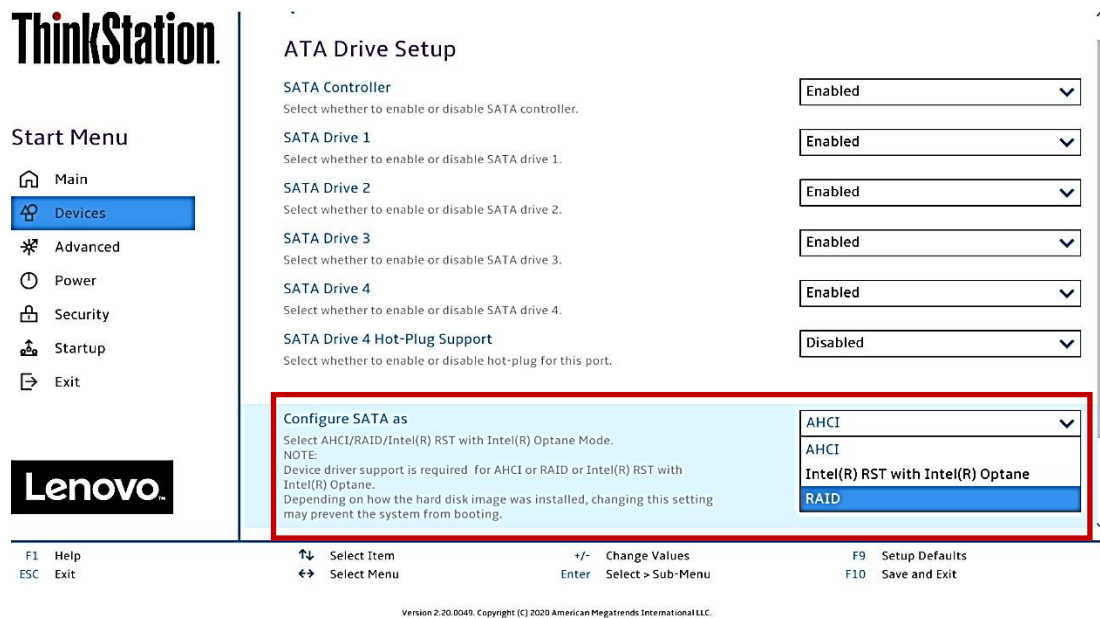 ThinkStation.
Start Menu
Main
Devices
Advanced
Power
Security
Startup
Exit
Lenovo
ATA Drive Setup
SATA Controller
Enabled
Select whether to enable or disable SATA controller.
SATA Drive 1
Enabled
Select whether to enable or disable SATA drive 1.
SATA Drive 2
Enabled
Select whether to enable or disable SATA drive 2.
SATA Drive 3
Enabled
Select whether to enable or disable SATA drive 3.
SATA Drive 4
Enabled
Select whether to enable or disable SATA drive 4.
SATA Drive 4 Hot-Plug Support
Disabled
Select whether to enable or disable hot-plug for this port.
Configure SATA as
AHCI
Select AHCI/RAID/Intel(R) RST with Intel(R) Optane Mode.
NOTE:
Device driver support is required for AHCI or RAID or Intel(R) RST with
Intel(R) Optane.
Depending on how the hard disk image was installed, changing this setting
may prevent the system from booting.
AHCI
Intel(R) RST with Intel(R) Optane
RAID
F1 Help
↑↓ Select Item
+/- Change Values
F9 Setup Defaults
ESC Exit
↔ Select Menu
Enter Select > Sub-Menu
F10 Save and Exit
Version 2.20.0049. Copyright (C) 2020 American Megatrends International LLC.